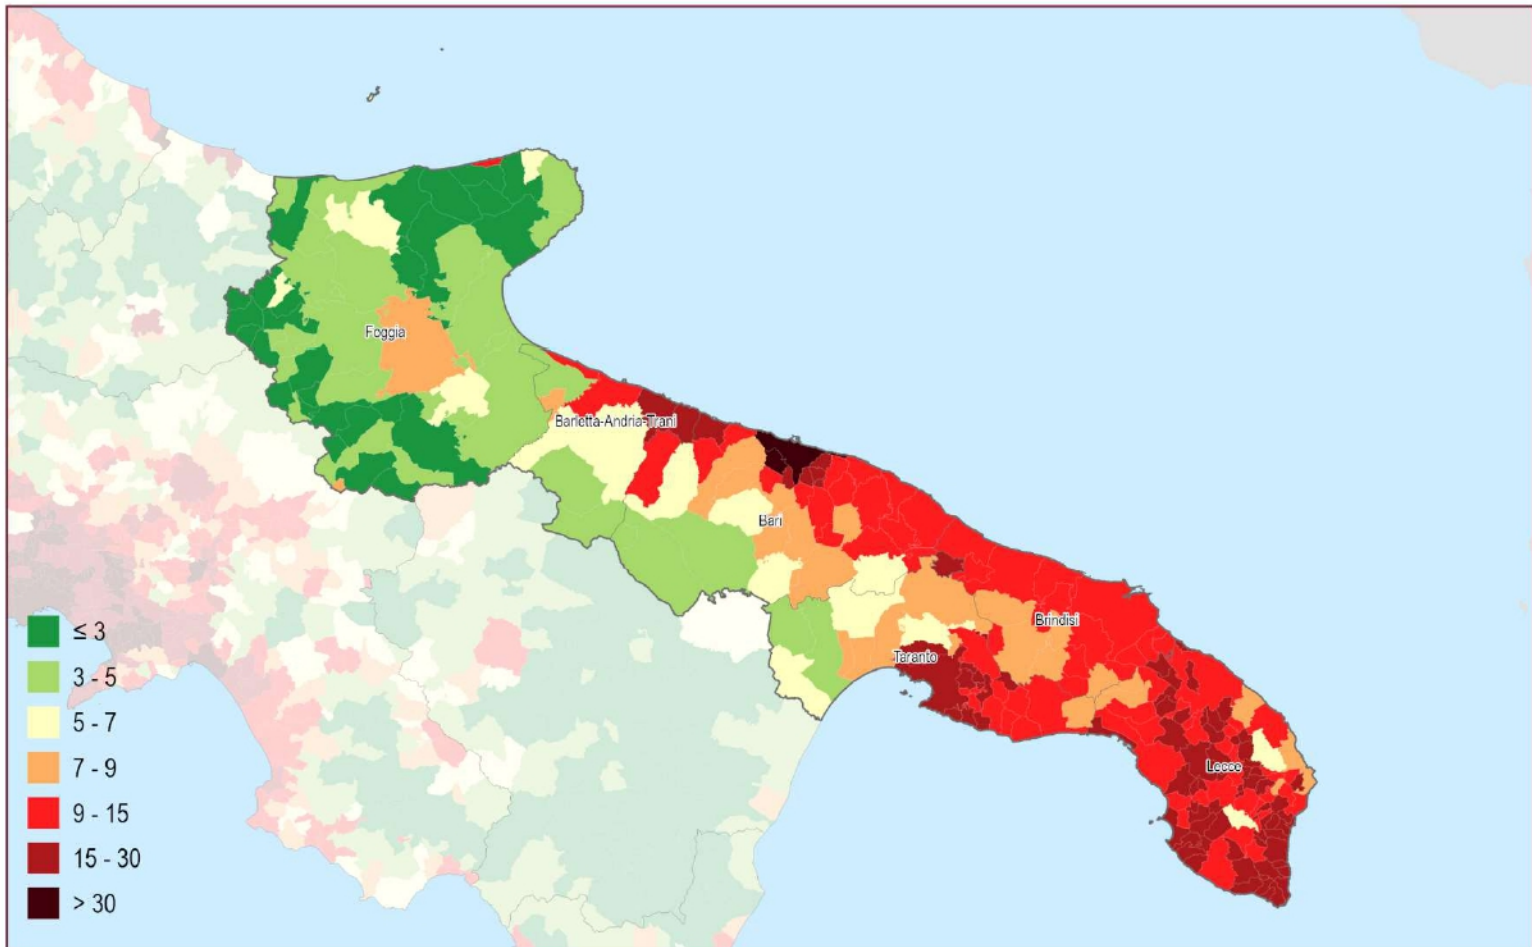 Foggia
Barletta-Andria-Trani
Bari
Brindisi
Taranto
Lecce
≤ 3
3 - 5
5 - 7
7 - 9
9 - 15
15 - 30
> 30